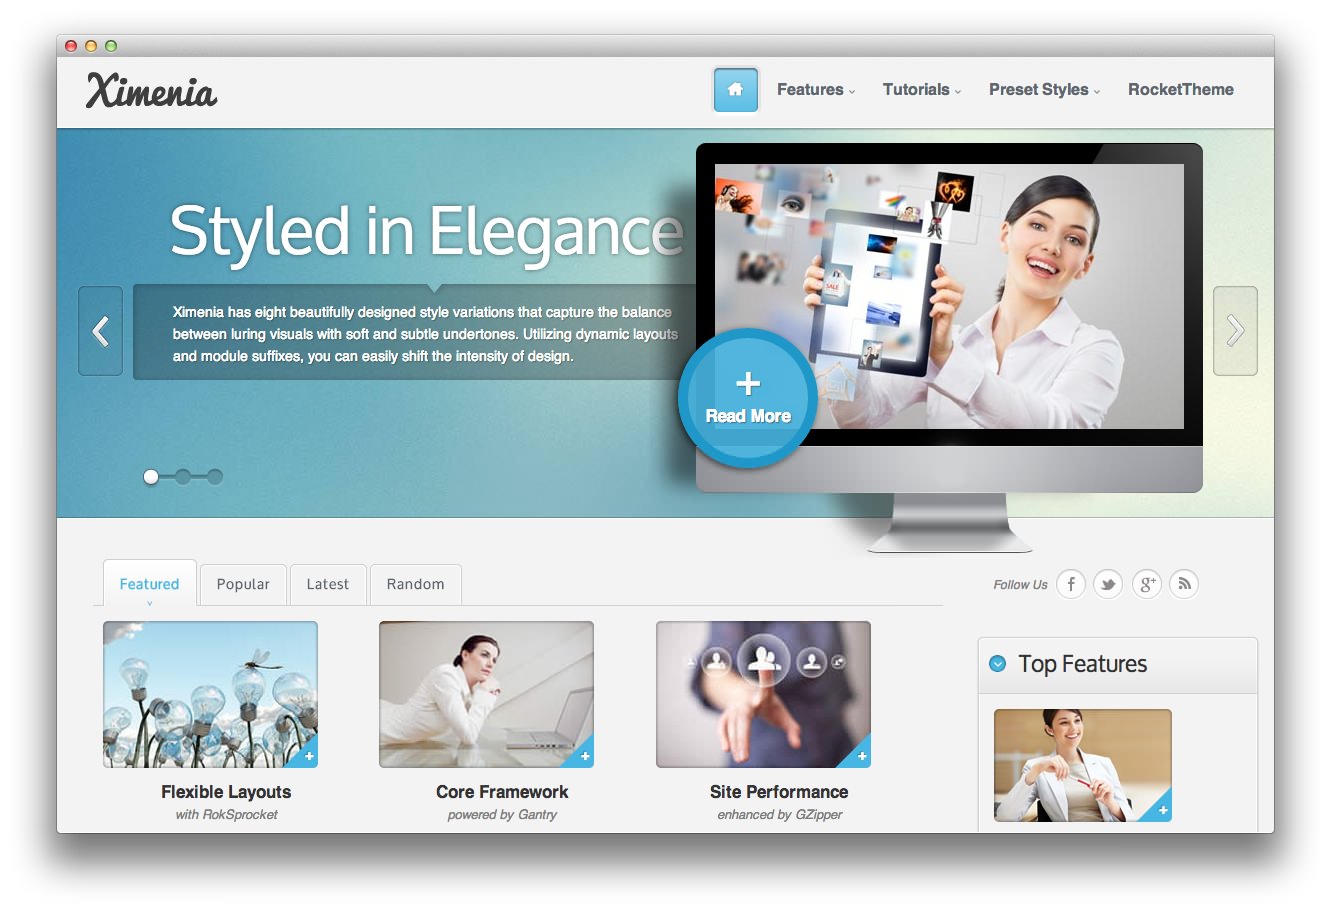 Ximenia
Features
Tutorials
Preset Styles
RocketTheme
Styled in Elegance
Ximenia has eight beautifully designed style variations that capture the balance
between luring visuals with soft and subtle undertones. Utilizing dynamic layouts
and module suffixes, you can easily shift the intensity of design.
SALE
+
Read More
Featured
Popular
Latest
Random
Follow Us
f
g+
Top Features
Flexible Layouts
with RokSprocket
Core Framework
powered by Gantry
Site Performance
enhanced by GZipper